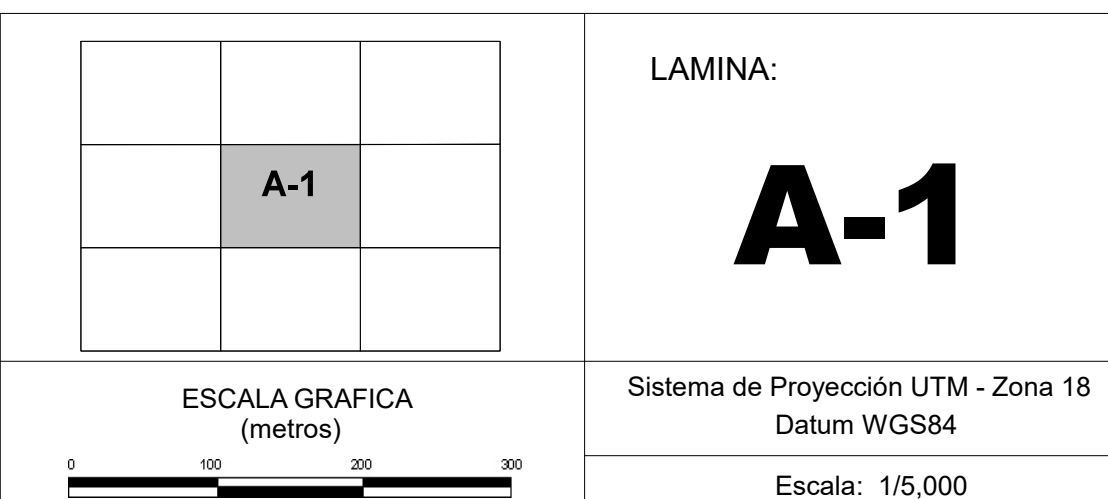 A-1
LAMINA:
A-1
ESCALA GRAFICA
(metros)
0 100 200 300
Sistema de Proyección UTM - Zona 18
Datum WGS84
Escala: 1/5,000